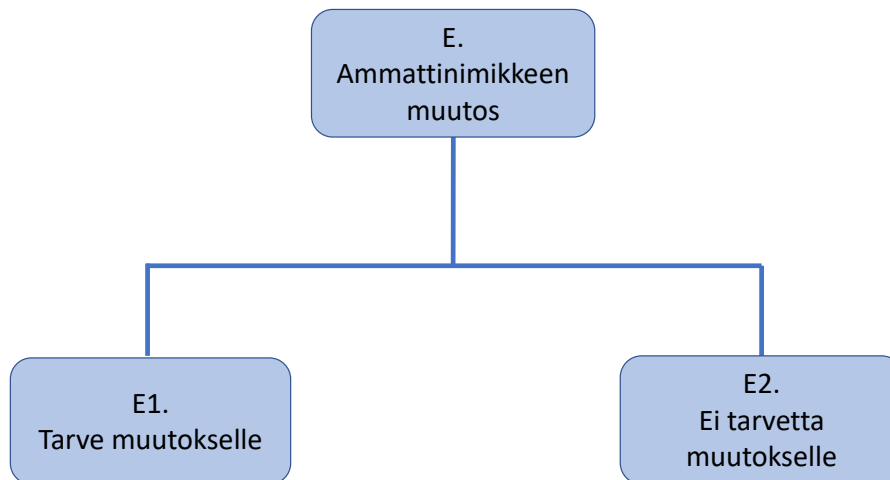 E.
Ammattinimikkeen
muutos
E1.
Tarve muutokselle
E2.
Ei tarvetta
muutokselle